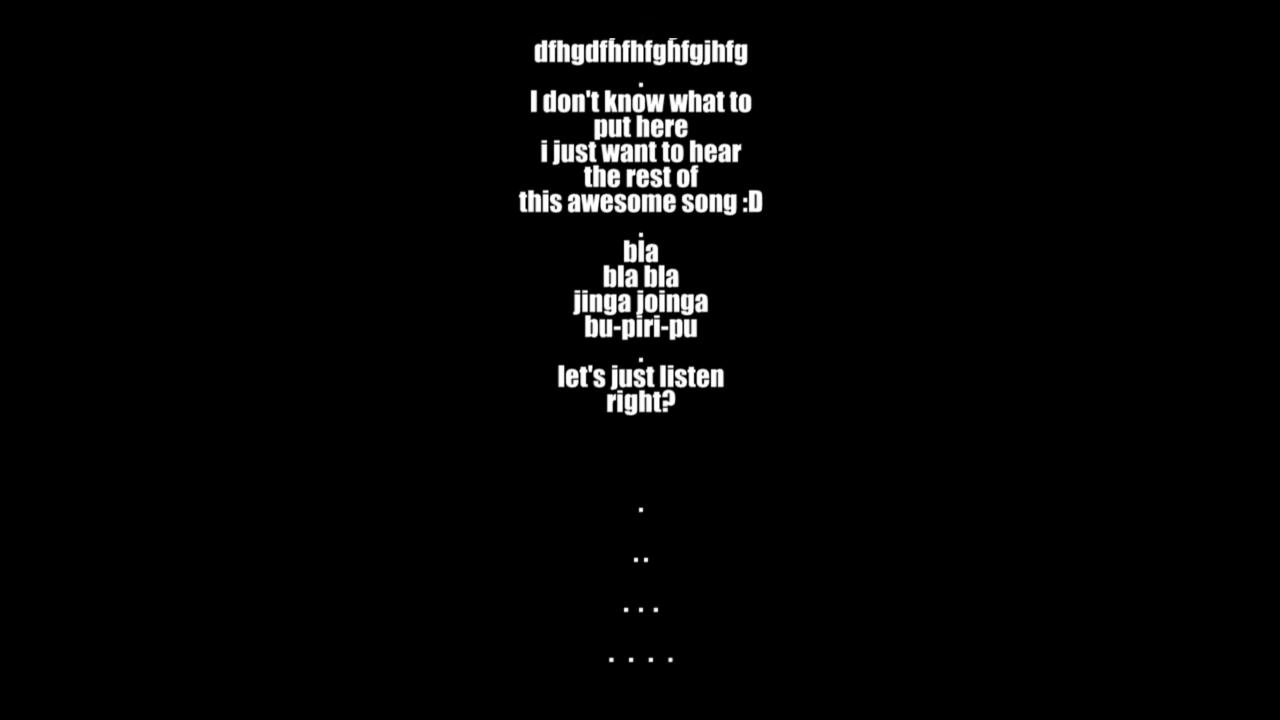 dfhgdfhfhfghfgjhfg
.
I don't know what to
put here
i just want to hear
the rest of
this awesome song :D
.
bla
bla bla
jinga joinga
bu-piri-pu
.
let's just listen
right?
.
. .
. . .
. . . .